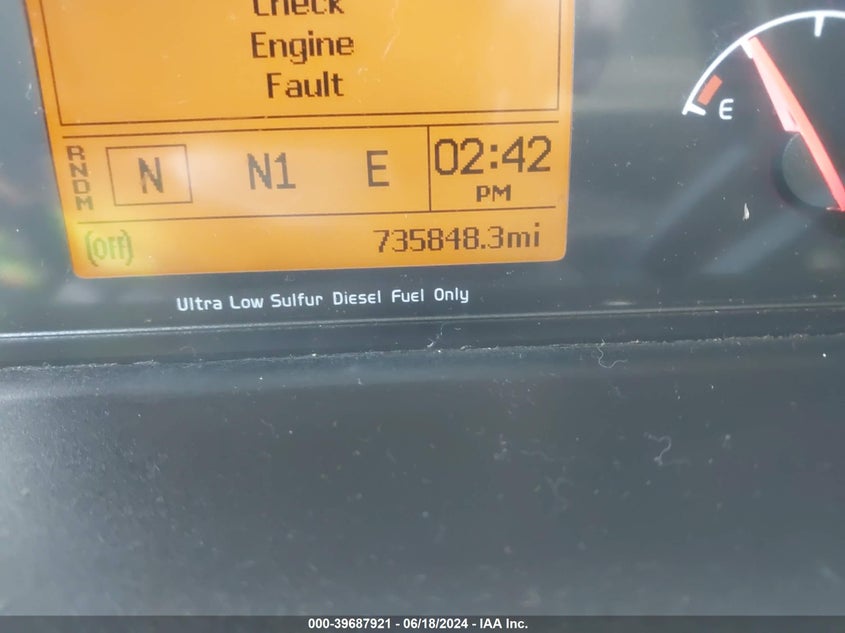 Check
Engine
Fault
RNDM
N N1 E 02:42
PM
(OFF)
735848.3mi
E
Ultra Low Sulfur Diesel Fuel Only
000-39687921 - 06/18/2024 - IAA Inc.